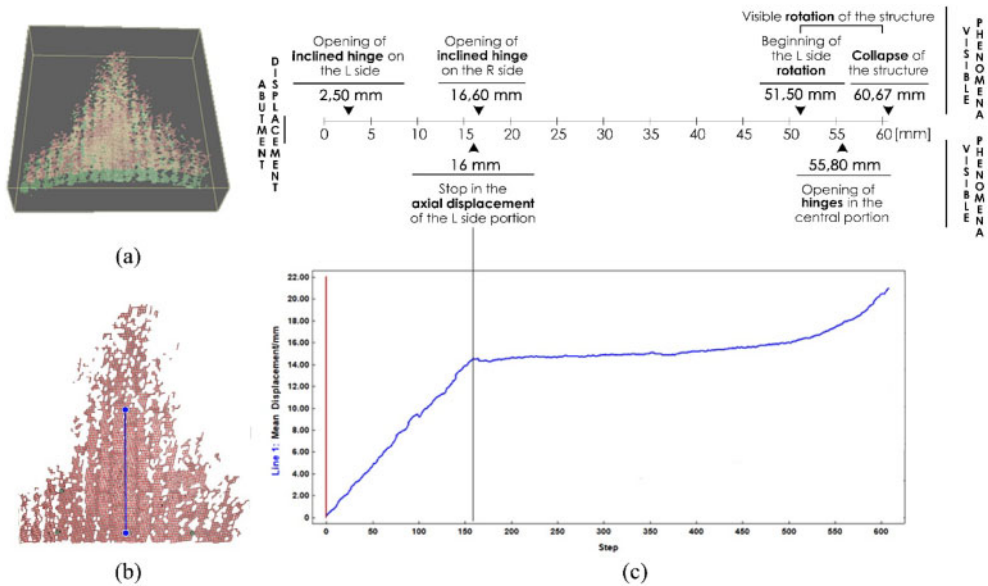 Visible rotation of the structure
Opening of
inclined hinge on
the L side
2,50 mm
Opening of
inclined hinge
on the R side
16,60 mm
Beginning of
the L side
rotation
51,50 mm
Collapse of
the structure
60,67 mm
ABUTMENT
DISPLACEMENT
VISIBLE
PHENOMENA
0 5 10 15 20 25 30 35 40 45 50 55 60 [mm]
16 mm
Stop in the
axial displacement
of the L side portion
55,80 mm
Opening of
hinges in the
central portion
VISIBLE
PHENOMENA
(a)
(b)
Line 1: Mean Displacement/mm
22.00
20.00
18.00
16.00
14.00
12.00
10.00
8.00
6.00
4.00
2.00
0
0 50 100 150 200 250 300 350 400 450 500 550 600
Step
(c)